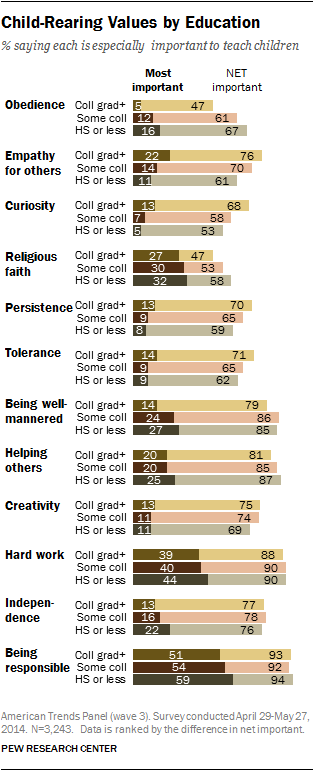 Child-Rearing Values by Education
% saying each is especially important to teach children
Most important
NET important
Obedience
Coll grad+ 5 47
Some coll 12 61
HS or less 16 67
Empathy for others
Coll grad+ 22 76
Some coll 14 70
HS or less 11 61
Curiosity
Coll grad+ 13 68
Some coll 7 58
HS or less 5 53
Religious faith
Coll grad+ 27 47
Some coll 30 53
HS or less 32 58
Persistence
Coll grad+ 13 70
Some coll 9 65
HS or less 8 59
Tolerance
Coll grad+ 14 71
Some coll 9 65
HS or less 9 62
Being well-mannered
Coll grad+ 14 79
Some coll 24 86
HS or less 27 85
Helping others
Coll grad+ 20 81
Some coll 20 85
HS or less 25 87
Creativity
Coll grad+ 13 75
Some coll 11 74
HS or less 11 69
Hard work
Coll grad+ 39 88
Some coll 40 90
HS or less 44 90
Indepen-dence
Coll grad+ 13 77
Some coll 16 78
HS or less 22 76
Being responsible
Coll grad+ 51 93
Some coll 54 92
HS or less 59 94
American Trends Panel (wave 3). Survey conducted April 29-May 27,
2014. N=3,243. Data is ranked by the difference in net important.
PEW RESEARCH CENTER